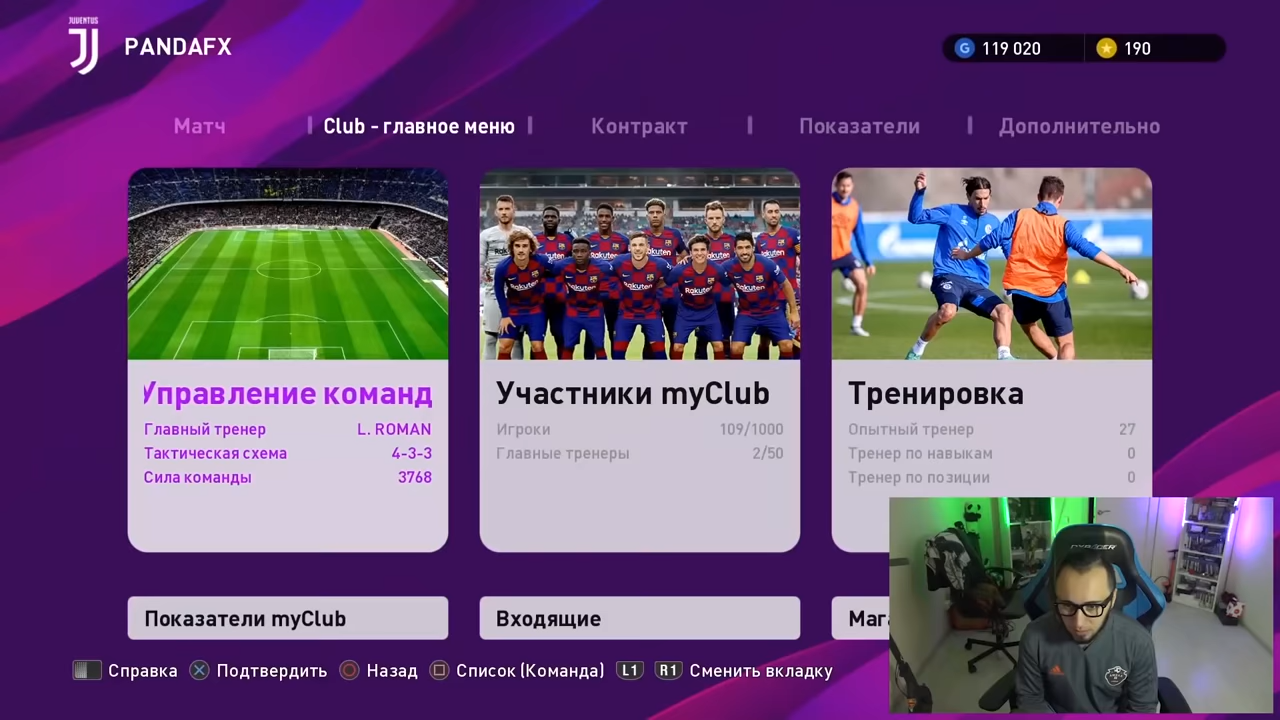 JUVENTUS
PANDAFX
119 020
190
Матч
Club - главное меню
Контракт
Показатели
Дополнительно
Управление команд
Главный тренер L. ROMAN
Тактическая схема 4-3-3
Сила команды 3768
Участники myClub
Игроки 109/1000
Главные тренеры 2/50
Тренировка
Опытный тренер 27
Тренер по навыкам 0
Тренер по позиции 0
Показатели myClub
Входящие
Мага
Справка
Подтвердить
Назад
Список (Команда)
L1 R1 Сменить вкладку